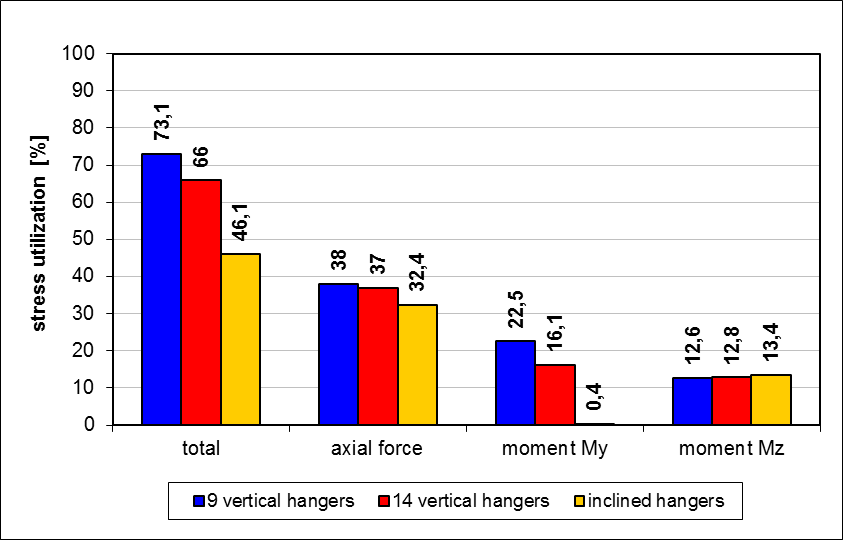 stress utilization [%]
100
90
80
70
60
50
40
30
20
10
0
73,1
66
46,1
38
37
32,4
22,5
16,1
0,4
12,6
12,8
13,4
total
axial force
moment My
moment Mz
9 vertical hangers
14 vertical hangers
inclined hangers